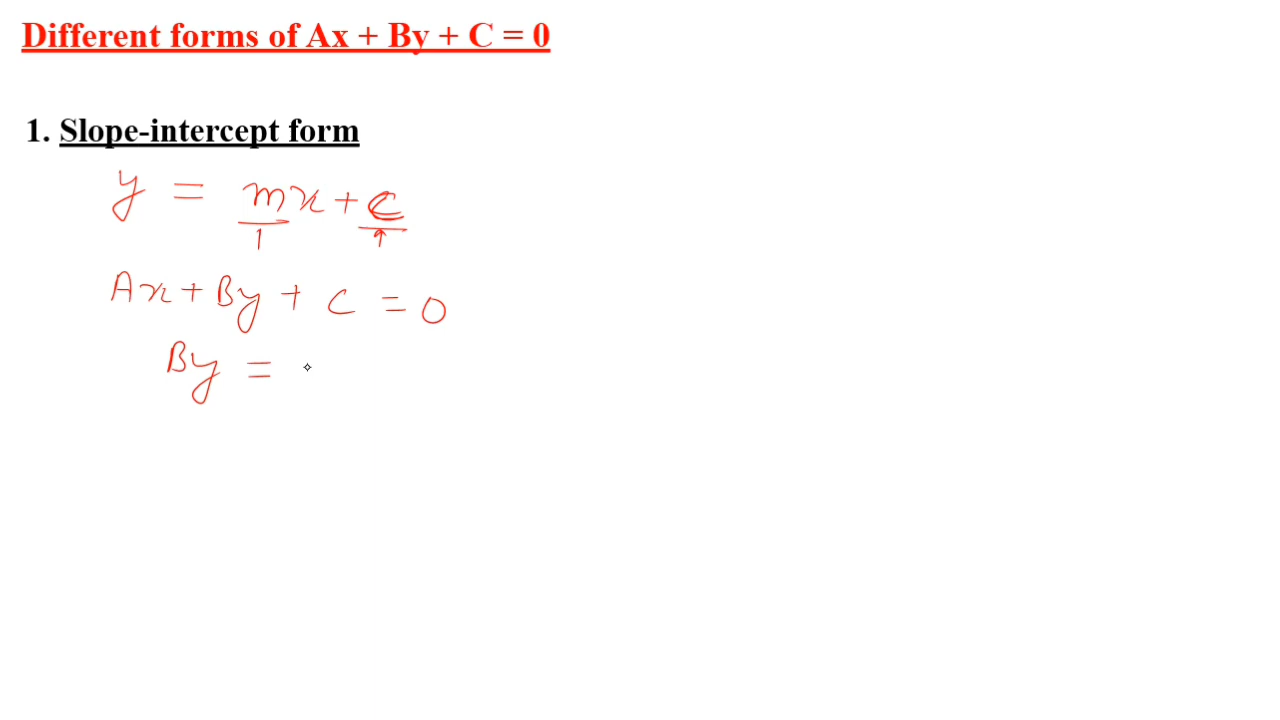 Different forms of Ax + By + C = 0
1. Slope-intercept form
y = mx + c
Ax + By + C = 0
By =